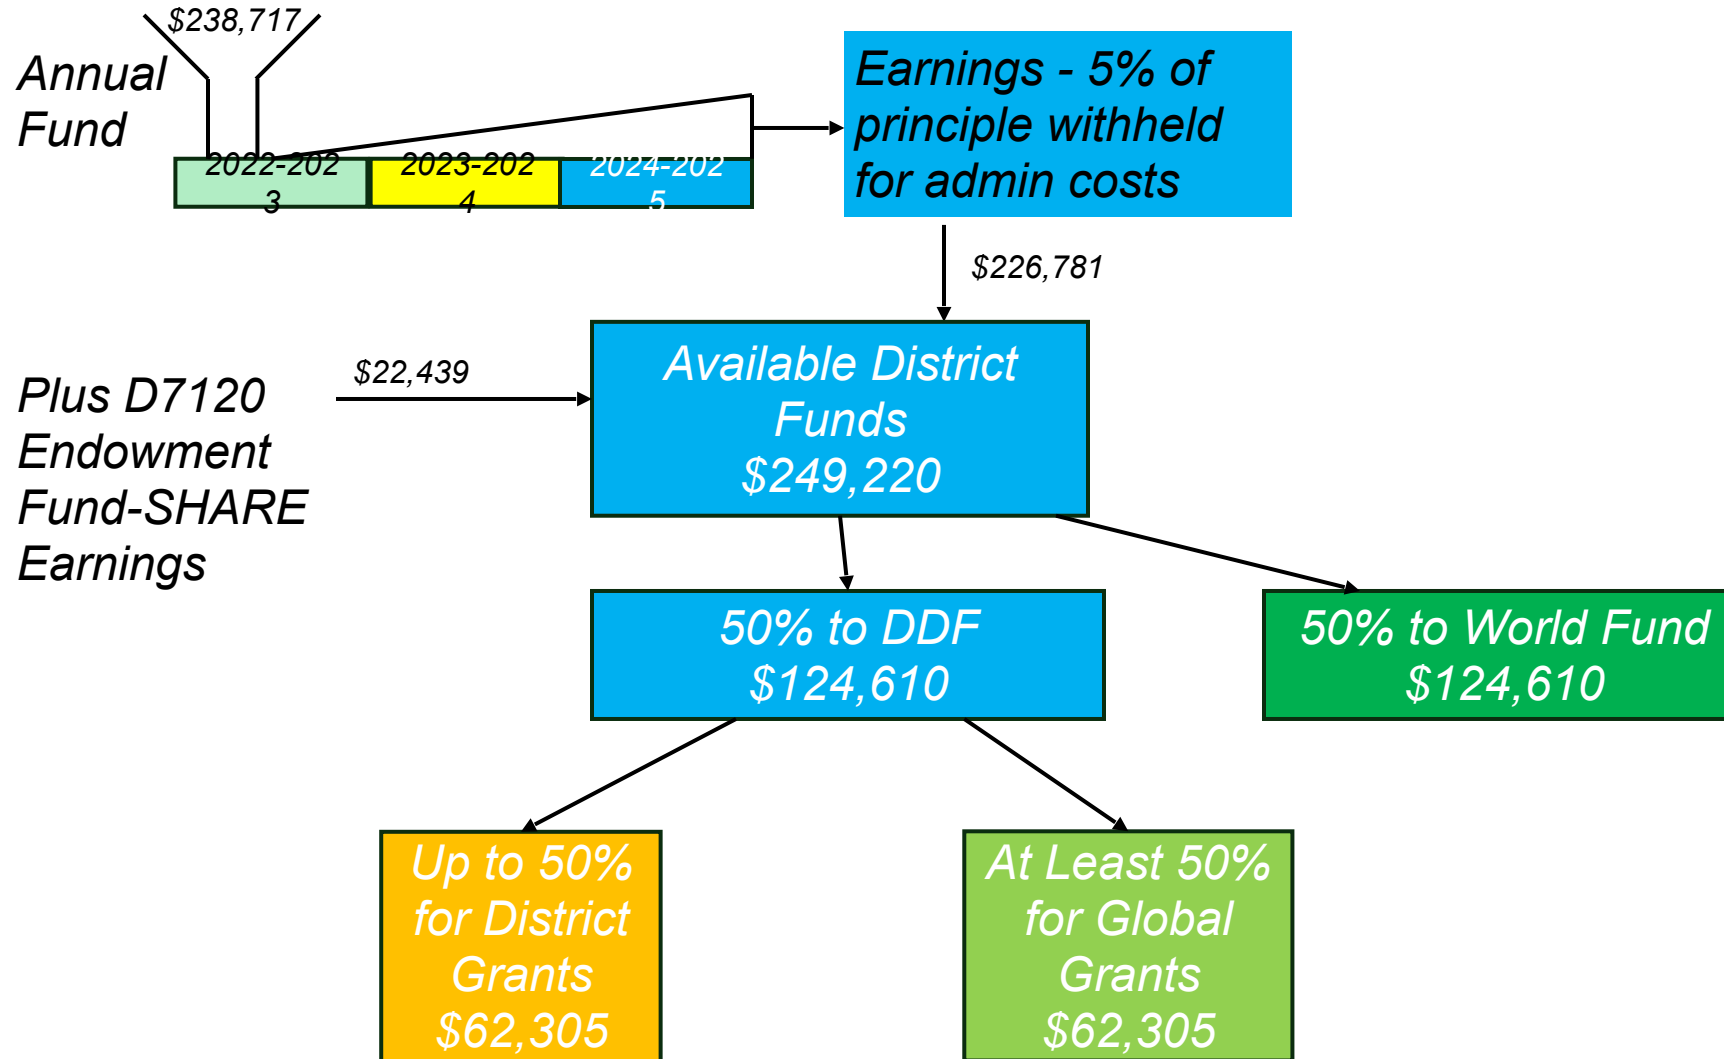 $238,717
Annual
Fund
2022-202
3
2023-202
4
2024-202
5
Earnings - 5% of
principle withheld
for admin costs
$226,781
Plus D7120
Endowment
Fund-SHARE
Earnings
$22,439
Available District
Funds
$249,220
50% to DDF
$124,610
50% to World Fund
$124,610
Up to 50%
for District
Grants
$62,305
At Least 50%
for Global
Grants
$62,305